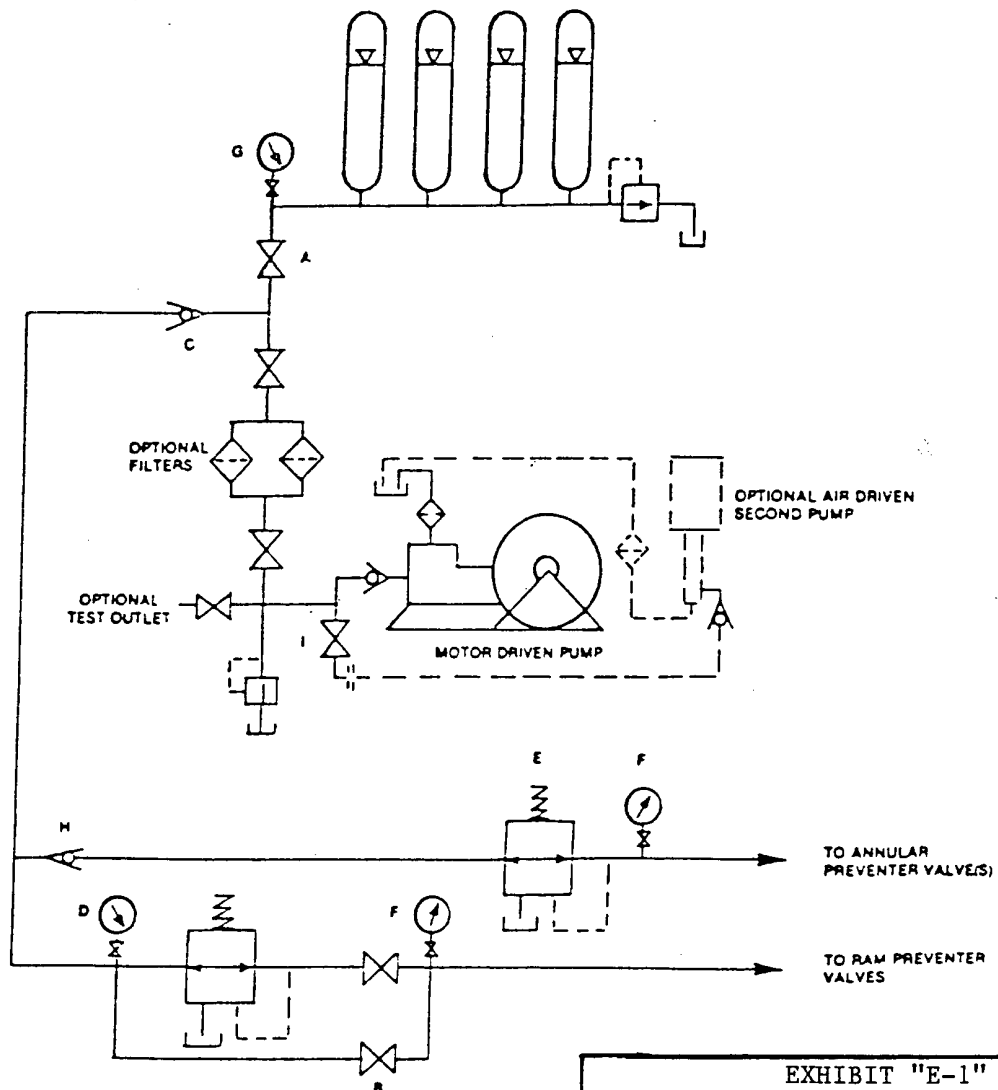 G
A
C
OPTIONAL
FILTERS
OPTIONAL AIR DRIVEN
SECOND PUMP
OPTIONAL
TEST OUTLET
I
MOTOR DRIVEN PUMP
E
F
H
TO ANNULAR
PREVENTER VALVE(S)
D
F
TO RAM PREVENTER
VALVES
B
EXHIBIT "E-1"